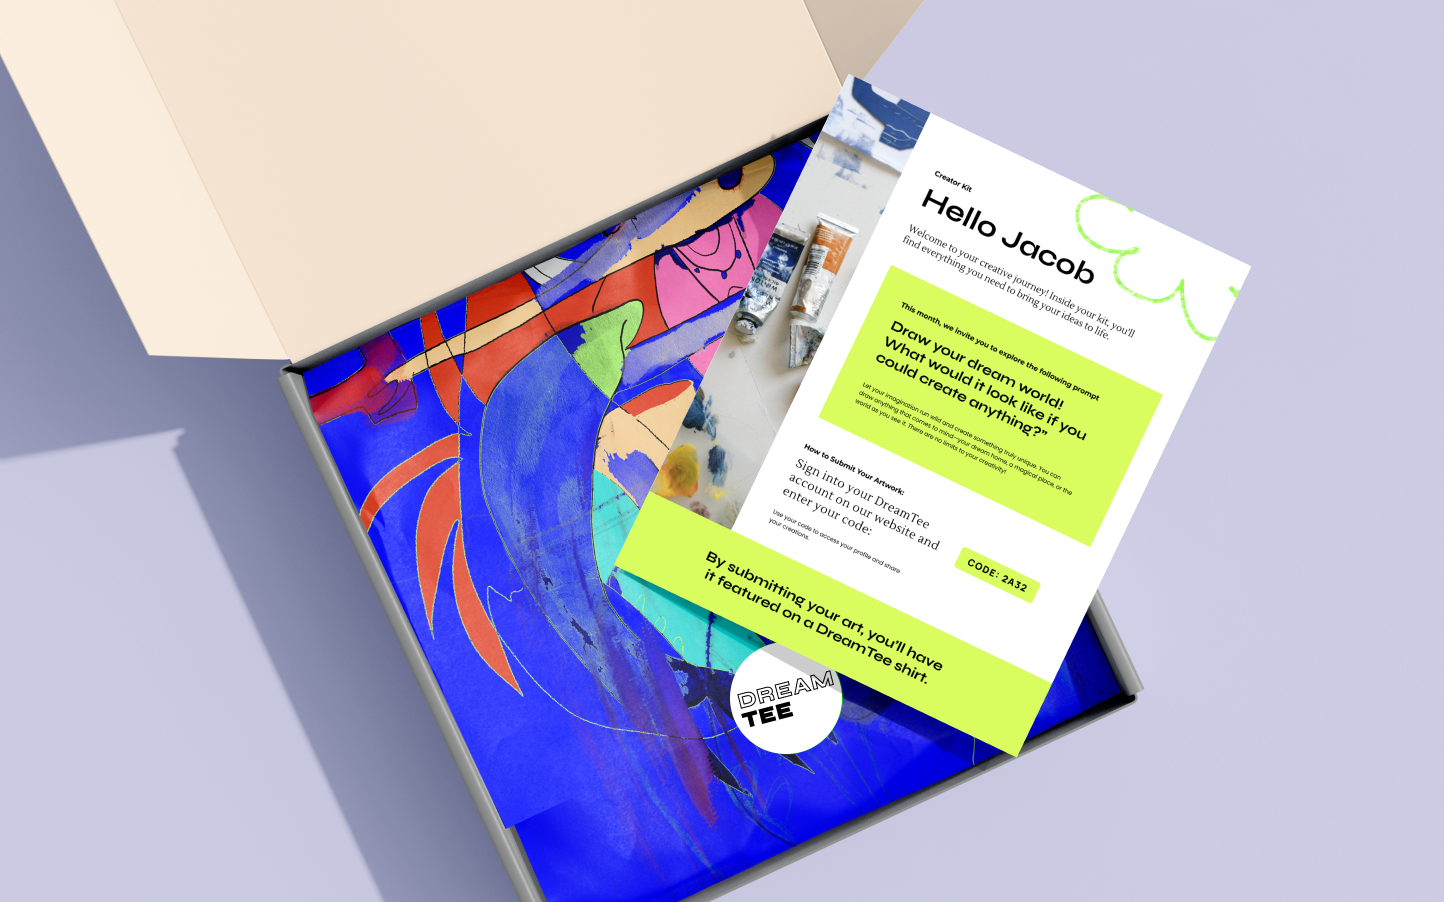 Creator Kit
Hello Jacob
Welcome to your creative journey! Inside your kit, you'll
find everything you need to bring your ideas to life.
This month, we invite you to explore the following prompt
Draw your dream world!
What would it look like if you
could create anything?"
Let your imagination run wild and create something truly unique. You can
draw anything that comes to mind—your dream home, a magical place, or the
world as you see it. There are no limits to your creativity!
How to Submit Your Artwork:
Sign into your DreamTee
account on our website and
enter your code:
Use your code to access your profile and share
your creations.
CODE: 2A32
By submitting your art, you'll have
it featured on a DreamTee shirt.
DREAM
TEE